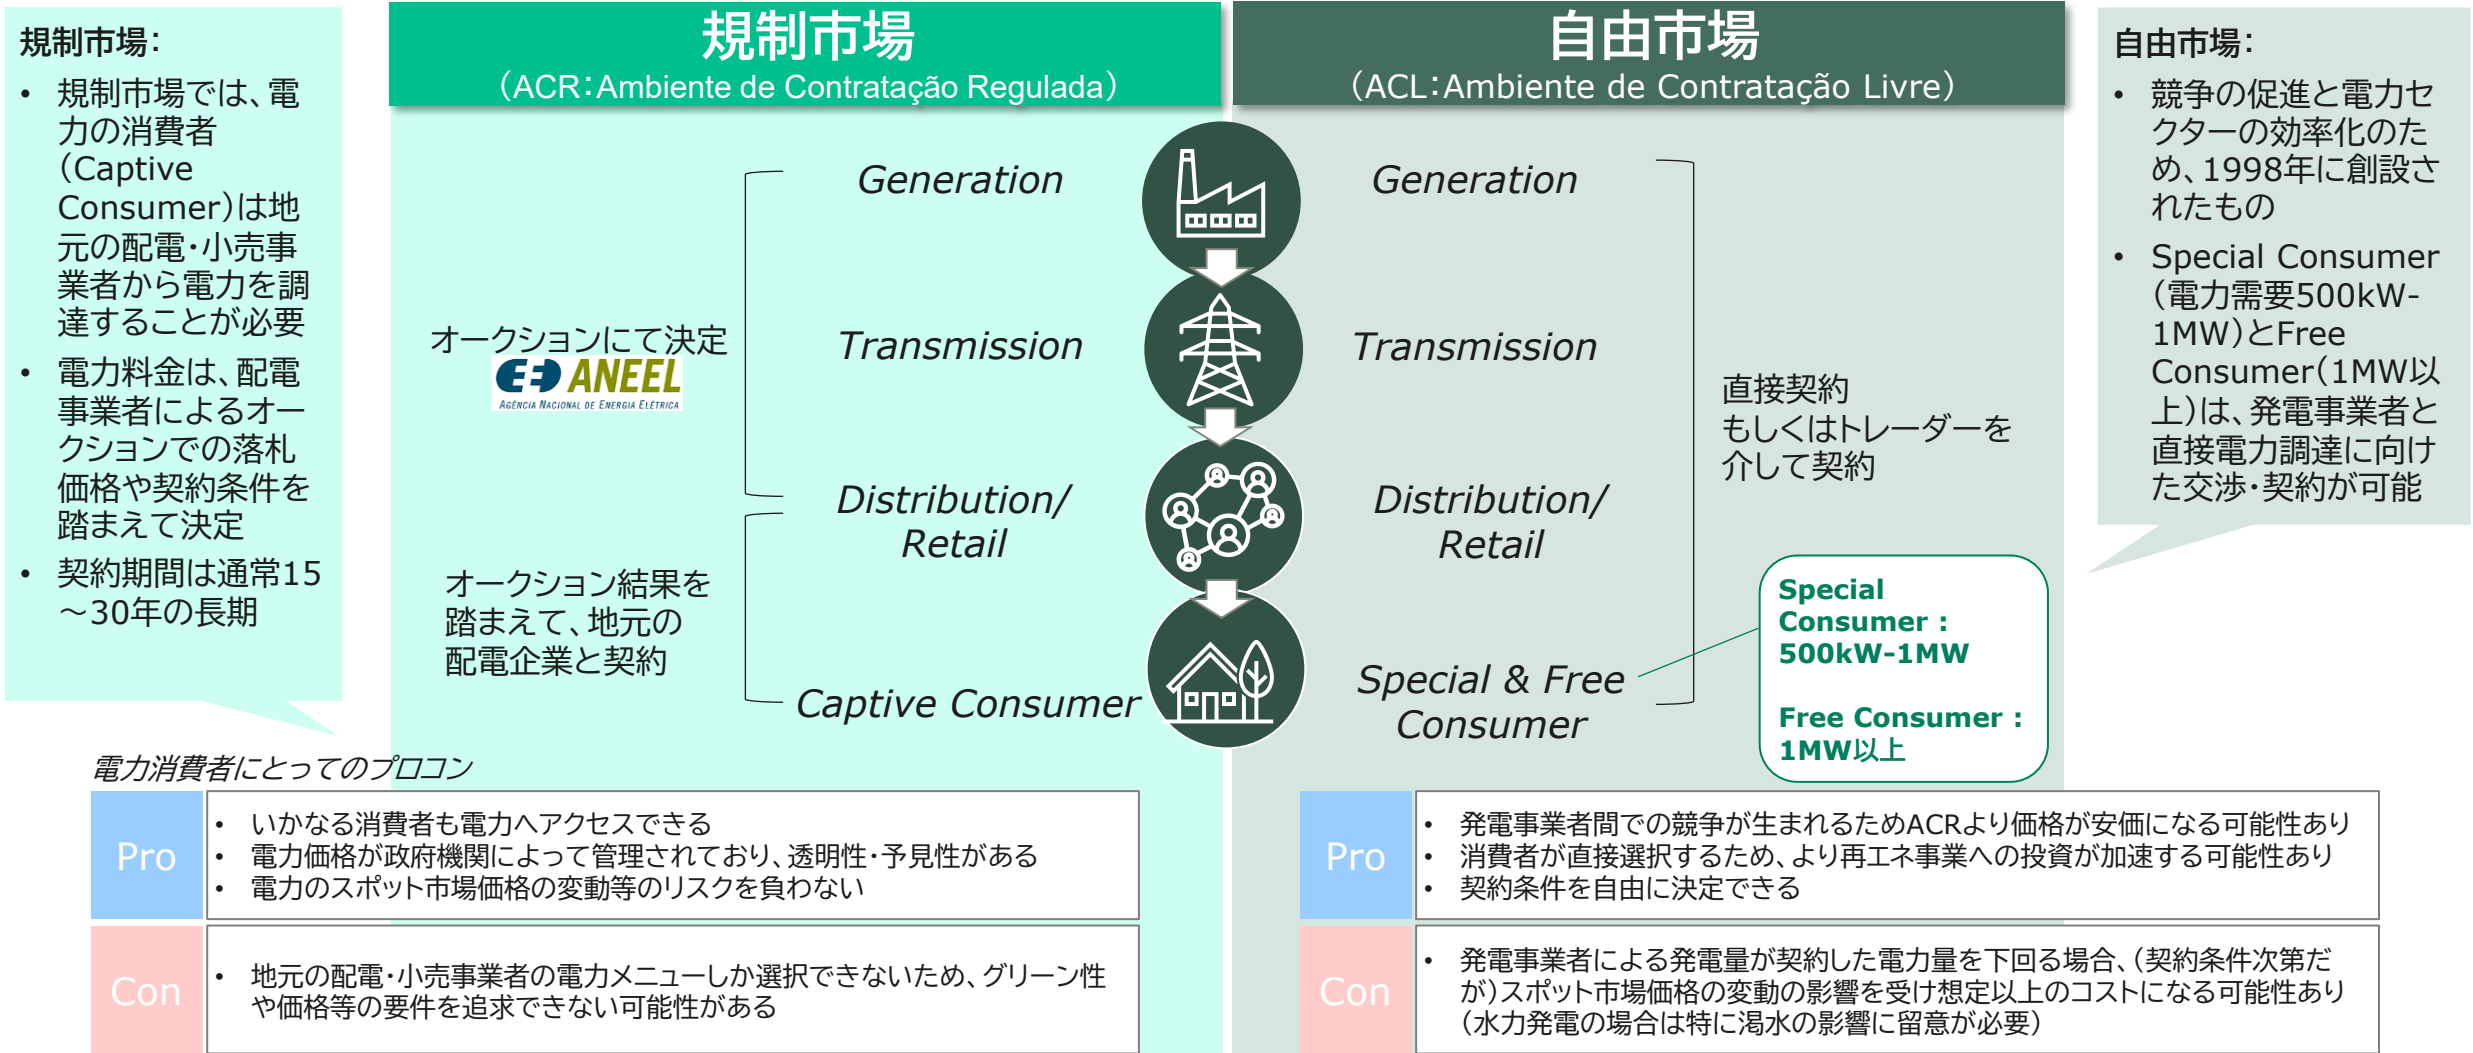 規制市場：
• 規制市場では、電
力の消費者
（Captive
Consumer）は地
元の配電・小売事
業者から電力を調
達することが必要
• 電力料金は、配電
事業者によるオー
クションでの落札
価格や契約条件を
踏まえて決定
• 契約期間は通常15
～30年の長期
規制市場
（ACR：Ambiente de Contratação Regulada）
自由市場
（ACL：Ambiente de Contratação Livre）
自由市場：
• 競争の促進と電力セ
クターの効率化のた
め、1998年に創設さ
れたもの
• Special Consumer
（電力需要500kW-
1MW）とFree
Consumer（1MW以
上）は、発電事業者と
直接電力調達に向け
た交渉・契約が可能
オークションにて決定
ANEEL
AGÊNCIA NACIONAL DE ENERGIA ELÉTRICA
オークション結果を
踏まえて、地元の
配電企業と契約
Generation
Transmission
Distribution/
Retail
Captive Consumer
Generation
Transmission
Distribution/
Retail
Special & Free
Consumer
直接契約
もしくはトレーダーを
介して契約
Special
Consumer :
500kW-1MW
Free Consumer :
1MW以上
電力消費者にとってのプロコン
Pro
• いかなる消費者も電力へアクセスできる
• 電力価格が政府機関によって管理されており、透明性・予見性がある
• 電力のスポット市場価格の変動等のリスクを負わない
Con
• 地元の配電・小売事業者の電力メニューしか選択できないため、グリーン性
や価格等の要件を追求できない可能性がある
Pro
• 発電事業者間での競争が生まれるためACRより価格が安価になる可能性あり
• 消費者が直接選択するため、より再エネ事業への投資が加速する可能性あり
• 契約条件を自由に決定できる
Con
• 発電事業者による発電量が契約した電力量を下回る場合、（契約条件次第だ
が）スポット市場価格の変動の影響を受け想定以上のコストになる可能性あり
（水力発電の場合は特に渇水の影響に留意が必要）